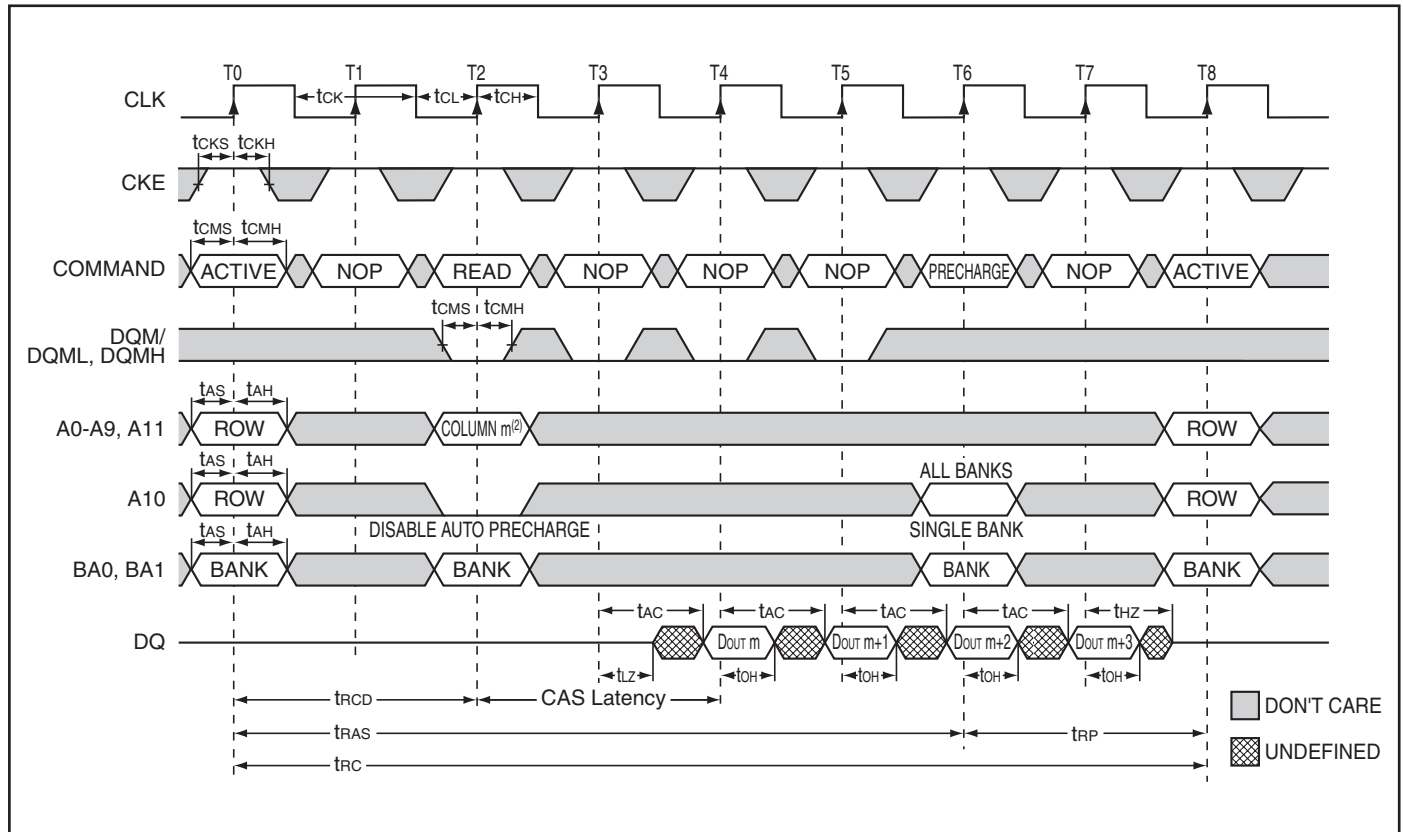 T0 T1 T2 T3 T4 T5 T6 T7 T8
CLK tCK tCL tCH
tCKS tCKH
CKE
tCMS tCMH
COMMAND ACTIVE NOP READ NOP NOP NOP PRECHARGE NOP ACTIVE
tCMS tCMH
DQM/
DQML, DQMH
tAS tAH
A0-A9, A11 ROW COLUMN m(2) ROW
tAS tAH ALL BANKS
A10 ROW ROW
tAS tAH DISABLE AUTO PRECHARGE SINGLE BANK
BA0, BA1 BANK BANK BANK BANK
tAC tAC tAC tAC tHZ
DQ DOUT m DOUT m+1 DOUT m+2 DOUT m+3
tLZ tOH tOH tOH tOH
tRCD CAS Latency
DON'T CARE
tRAS tRP
UNDEFINED
tRC